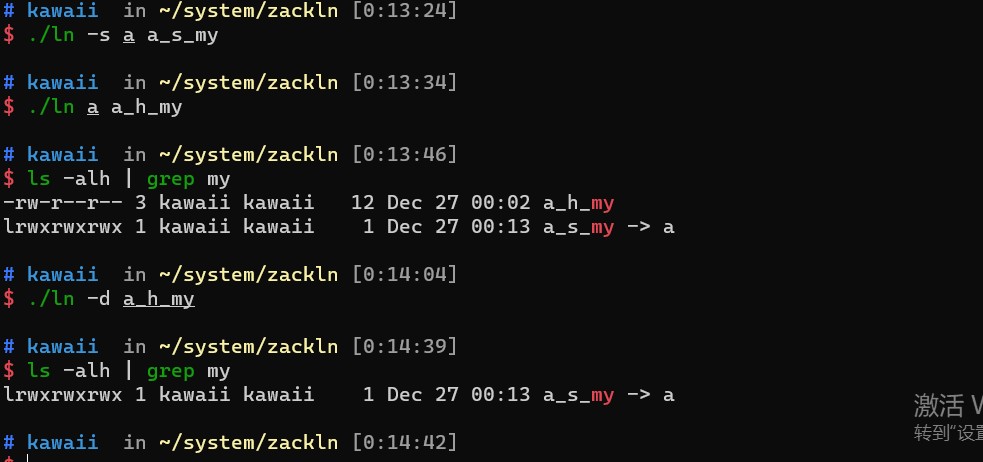 # kawaii in ~/system/zackln [0:13:24]
$ ./ln -s a a_s_my
# kawaii in ~/system/zackln [0:13:34]
$ ./ln a a_h_my
# kawaii in ~/system/zackln [0:13:46]
$ ls -alh | grep my
-rw-r--r-- 3 kawaii kawaii 12 Dec 27 00:02 a_h_my
lrwxrwxrwx 1 kawaii kawaii 1 Dec 27 00:13 a_s_my -> a
# kawaii in ~/system/zackln [0:14:04]
$ ./ln -d a_h_my
# kawaii in ~/system/zackln [0:14:39]
$ ls -alh | grep my
lrwxrwxrwx 1 kawaii kawaii 1 Dec 27 00:13 a_s_my -> a
激活 W
转到"设置
# kawaii in ~/system/zackln [0:14:42]
$